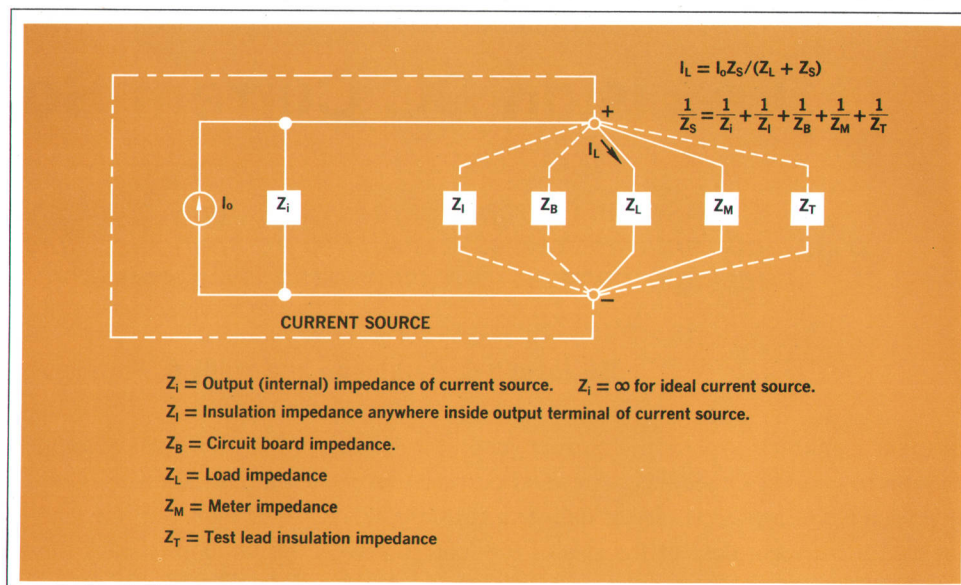 I_L = I_oZ_S/(Z_L + Z_S)
1/Z_S = 1/Z_i + 1/Z_I + 1/Z_B + 1/Z_M + 1/Z_T
+
I_L
I_o Z_i Z_I Z_B Z_L Z_M Z_T
−
CURRENT SOURCE
Z_i = Output (internal) impedance of current source. Z_i = ∞ for ideal current source.
Z_I = Insulation impedance anywhere inside output terminal of current source.
Z_B = Circuit board impedance.
Z_L = Load impedance
Z_M = Meter impedance
Z_T = Test lead insulation impedance